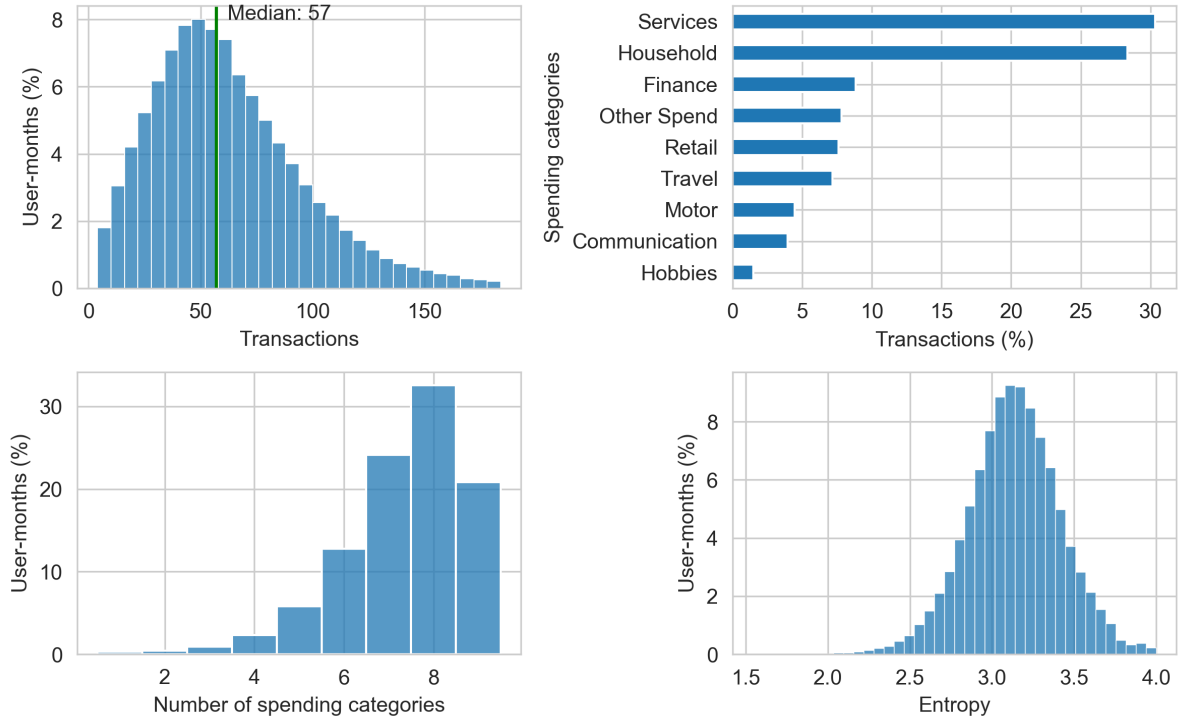 Median: 57
8
6
4
2
0
User-months (%)
0 50 100 150
Transactions
Spending categories
Services
Household
Finance
Other Spend
Retail
Travel
Motor
Communication
Hobbies
0 5 10 15 20 25 30
Transactions (%)
30
20
10
0
User-months (%)
2 4 6 8
Number of spending categories
8
6
4
2
0
User-months (%)
1.5 2.0 2.5 3.0 3.5 4.0
Entropy